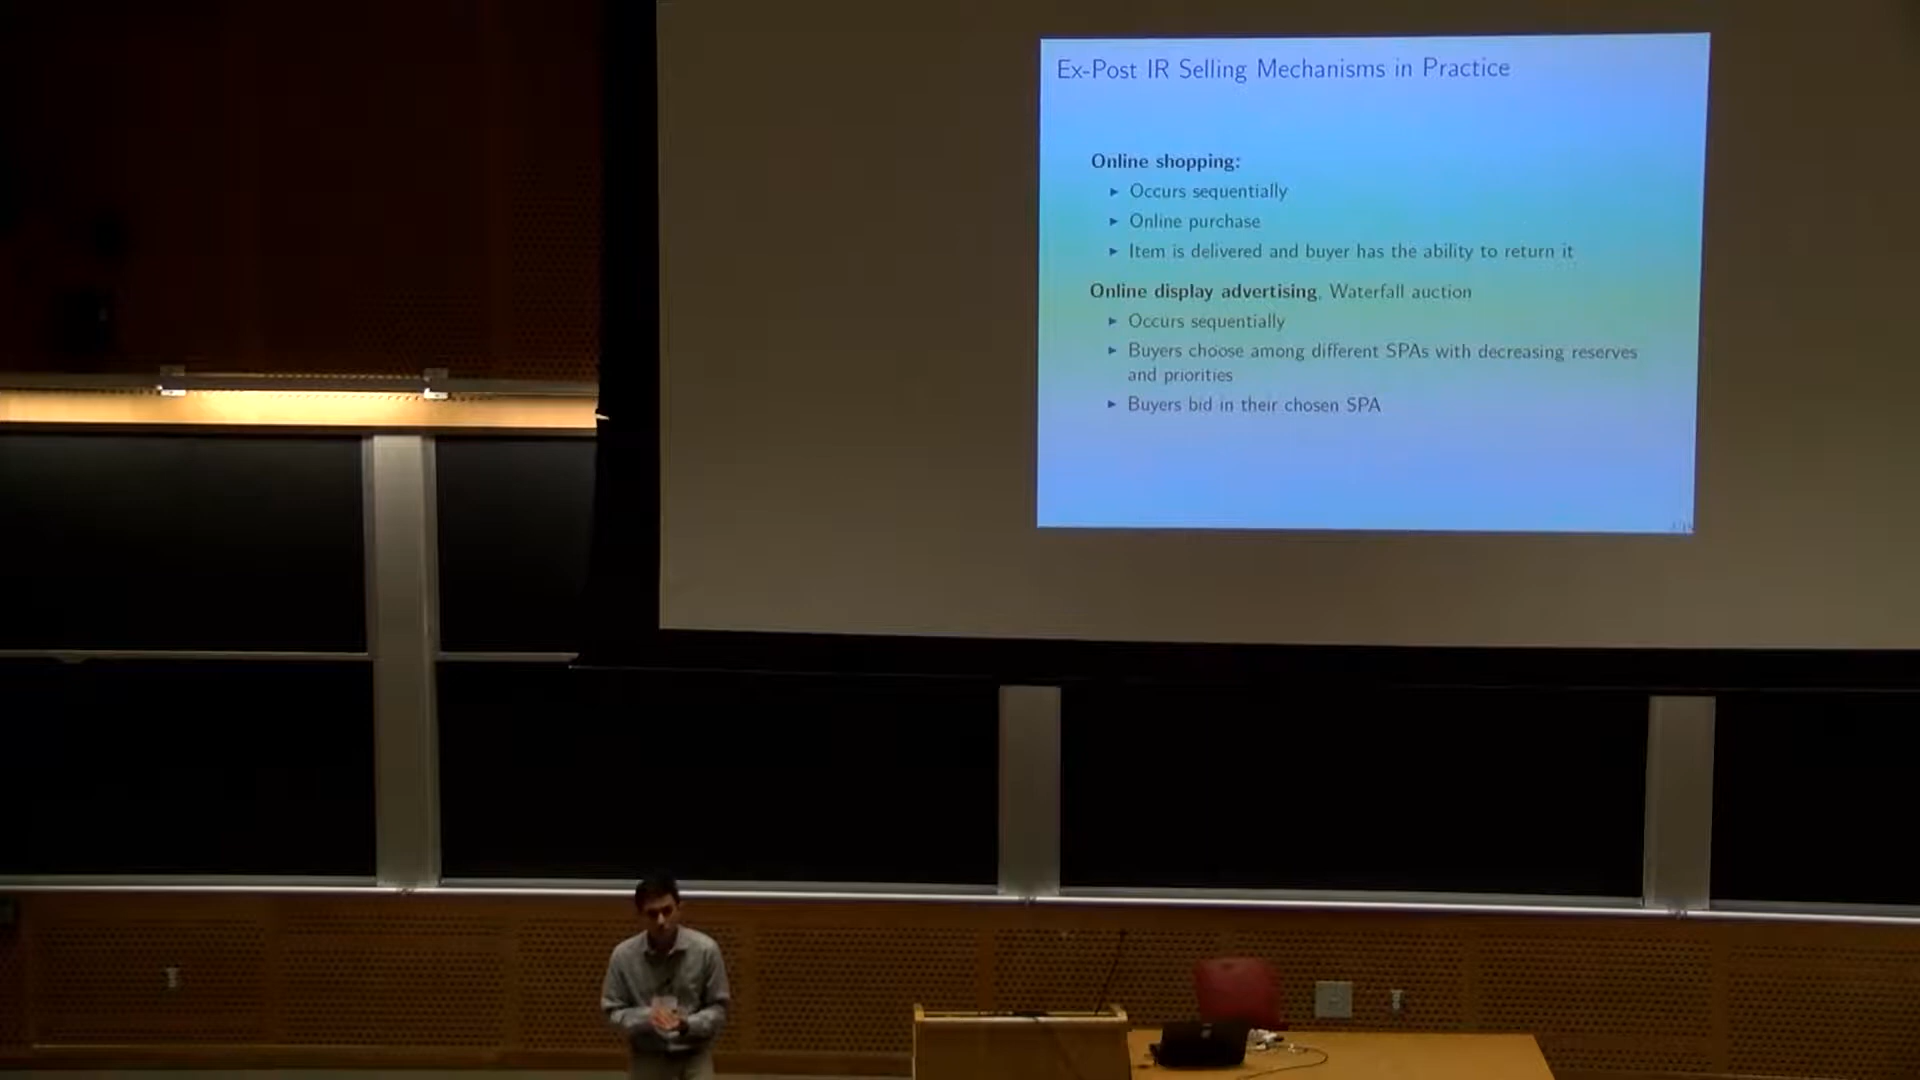 Ex-Post IR Selling Mechanisms in Practice
Online shopping:
► Occurs sequentially
► Online purchase
► Item is delivered and buyer has the ability to return it
Online display advertising, Waterfall auction
► Occurs sequentially
► Buyers choose among different SPAs with decreasing reserves
and priorities
► Buyers bid in their chosen SPA